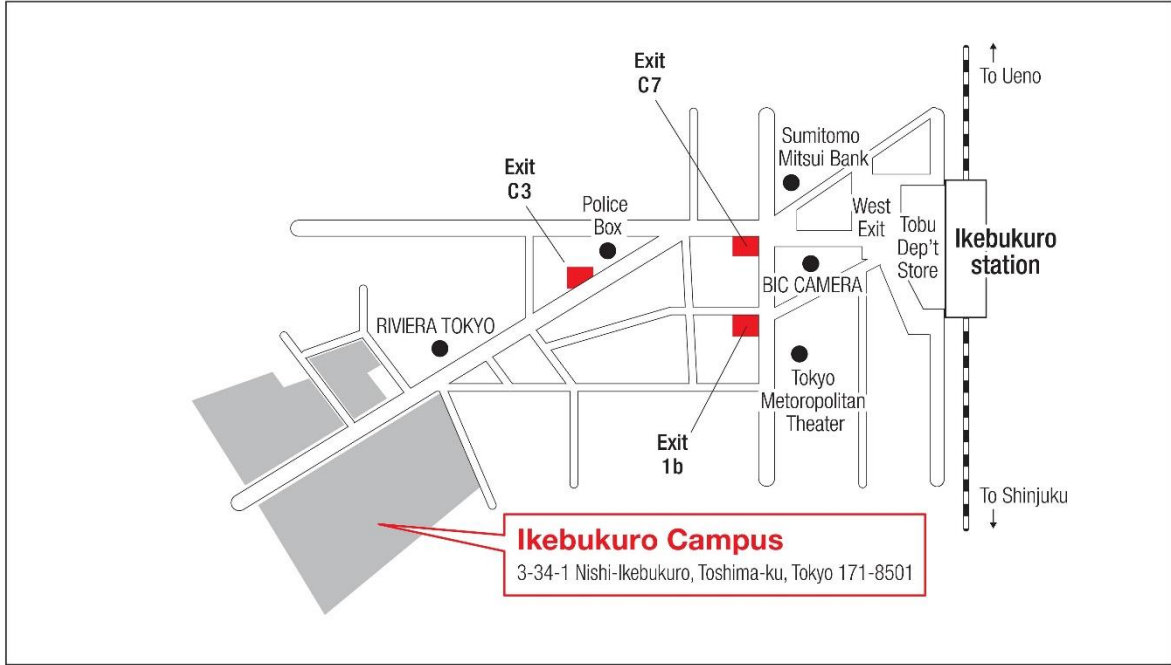 Exit
C7
To Ueno
Sumitomo
Mitsui Bank
Exit
C3
Police
Box
West
Exit
Tobu
Dep't
Store
Ikebukuro
station
BIC CAMERA
RIVIERA TOKYO
Tokyo
Metoropolitan
Theater
Exit
1b
To Shinjuku
Ikebukuro Campus
3-34-1 Nishi-Ikebukuro, Toshima-ku, Tokyo 171-8501